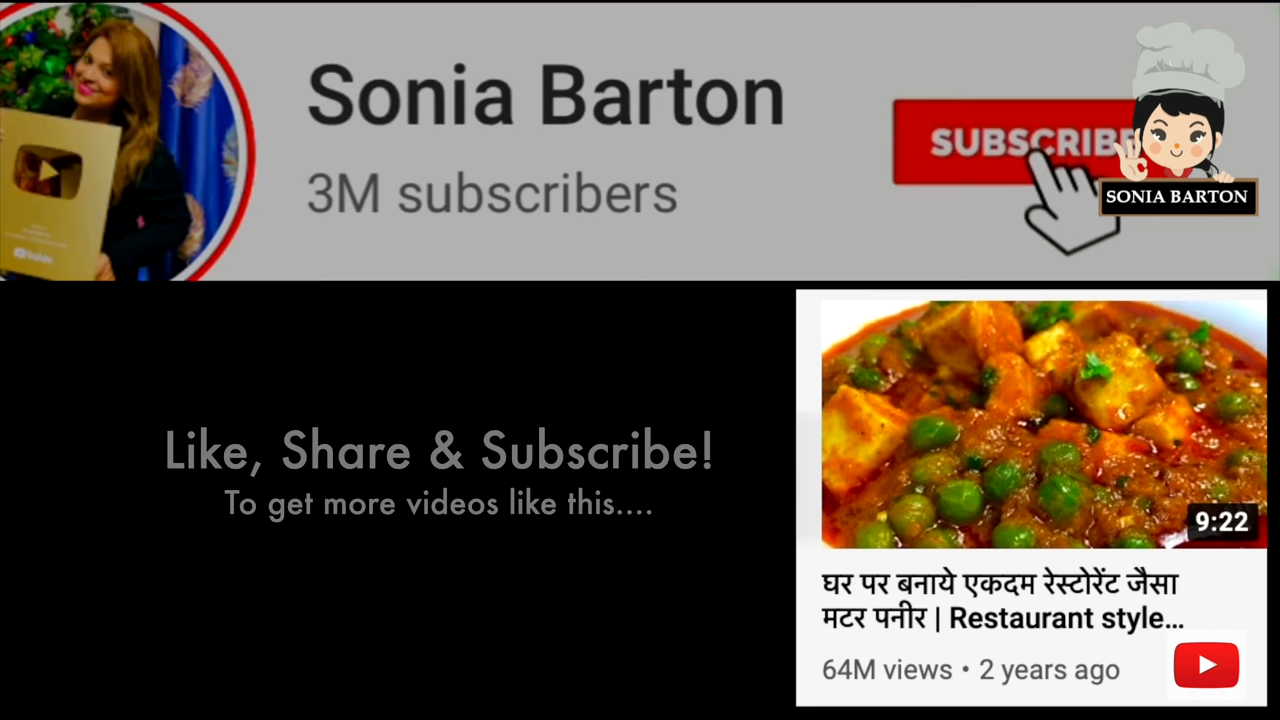 Sonia Barton
3M subscribers
SUBSCRIBE
SONIA BARTON
Like, Share & Subscribe!
To get more videos like this....
9:22
घर पर बनाये एकदम रेस्टोरेंट जैसा
मटर पनीर | Restaurant style...
64M views • 2 years ago